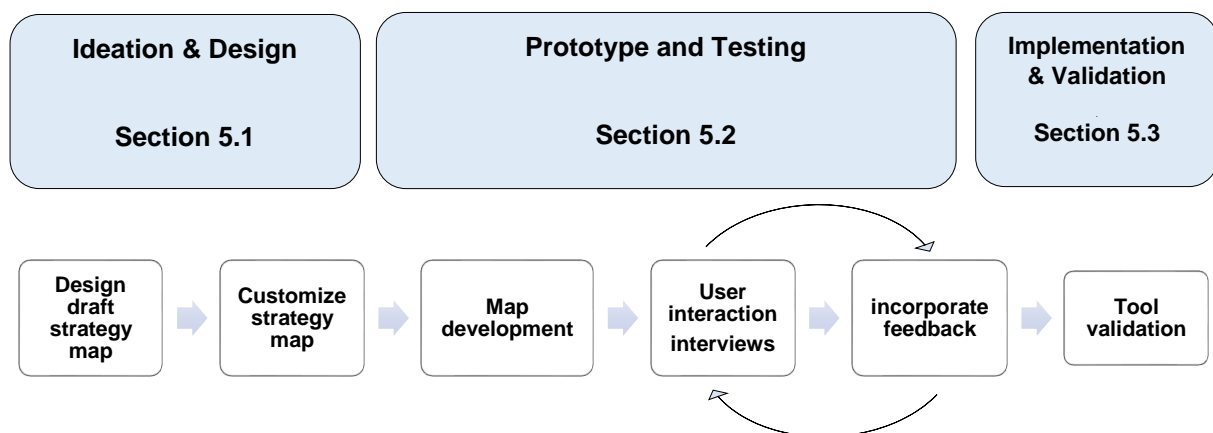 Ideation & Design
Section 5.1
Prototype and Testing
Section 5.2
Implementation
& Validation
Section 5.3
Design
draft
strategy
map
Customize
strategy
map
Map
development
User
interaction
interviews
incorporate
feedback
Tool
validation